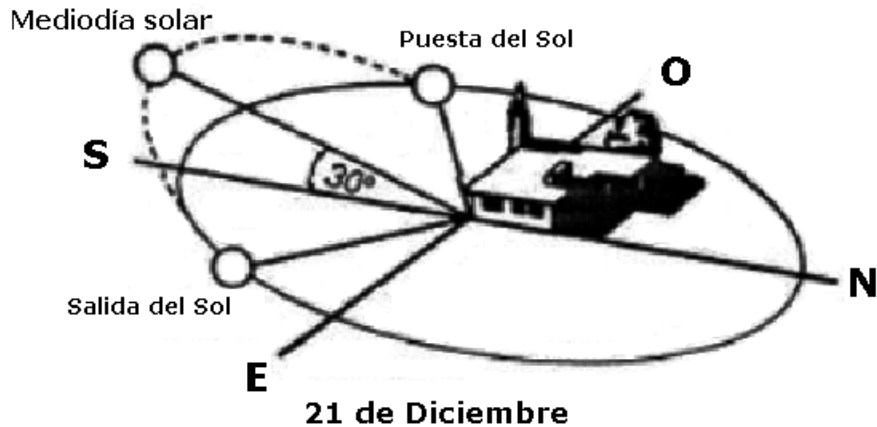 Mediodía solar
Puesta del Sol
O
S
30°
Salida del Sol
N
E
21 de Diciembre